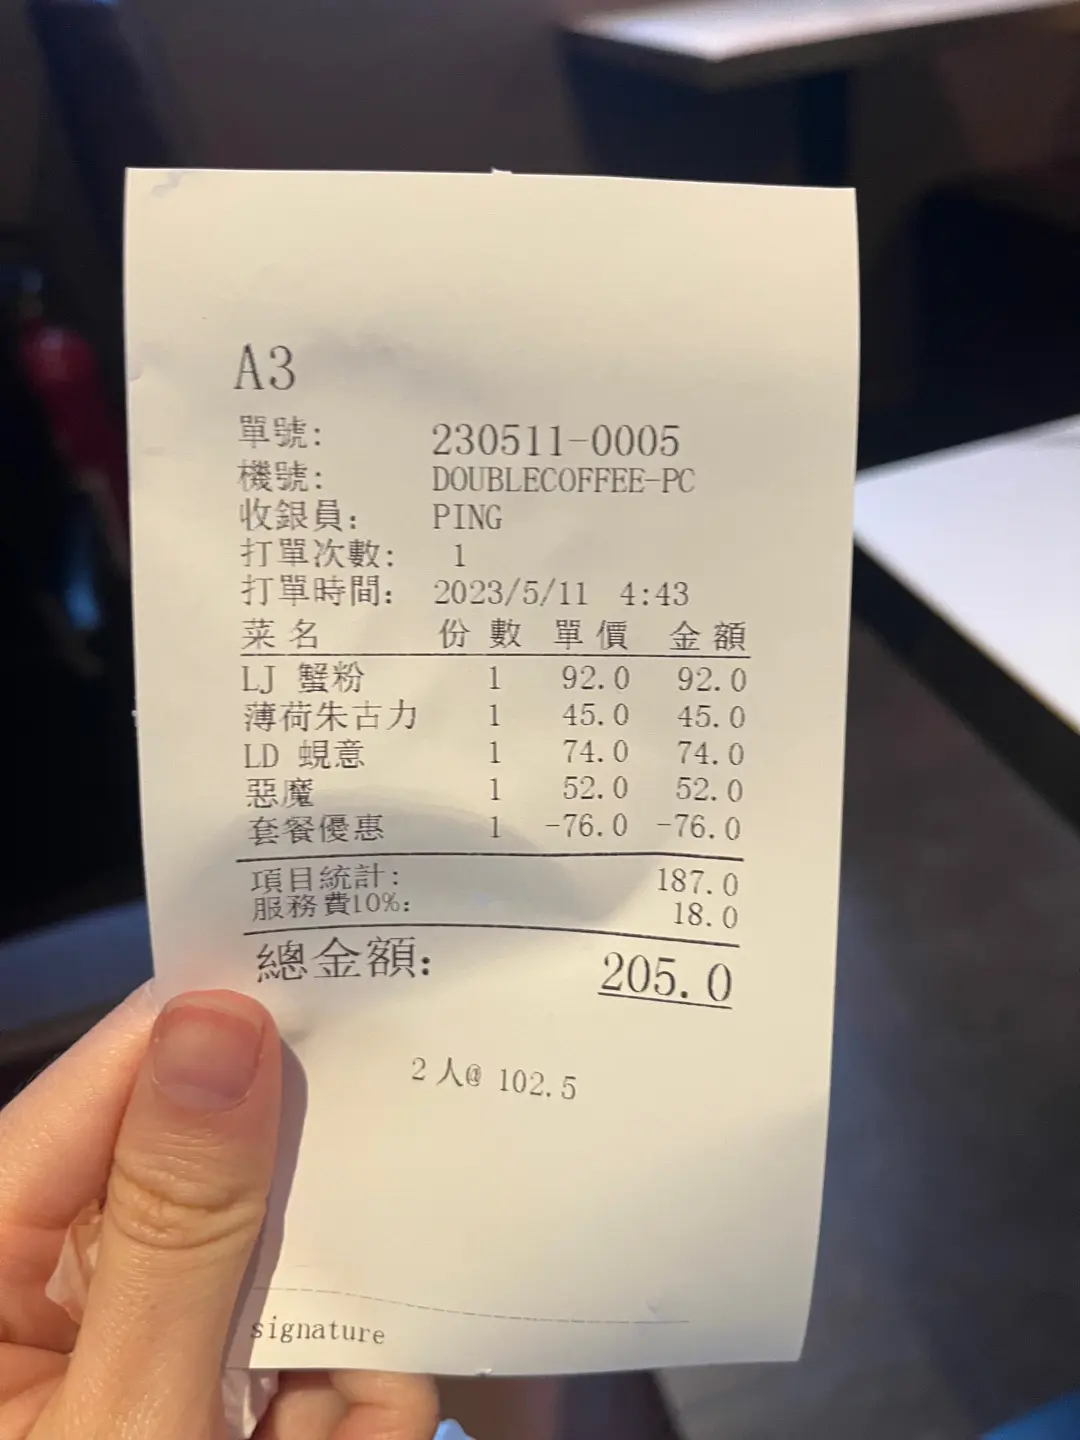 A3
單號: 230511-0005
機號: DOUBLECOFFEE-PC
收銀員: PING
打單次數: 1
打單時間: 2023/5/11 4:43
菜名 份數 單價 金額
LJ 蟹粉 1 92.0 92.0
薄荷朱古力 1 45.0 45.0
LD 蜆意 1 74.0 74.0
惡魔 1 52.0 52.0
套餐優惠 1 -76.0 -76.0
項目統計: 187.0
服務費10%: 18.0
總金額: 205.0
2 人@ 102.5
signature